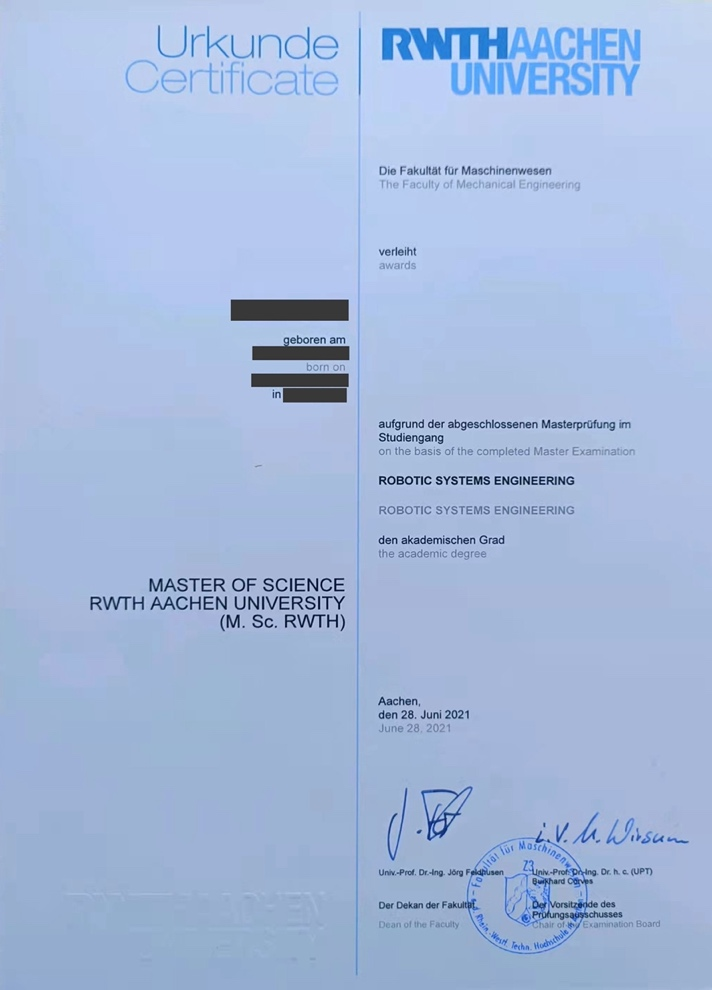 Urkunde
Certificate
RWTHAACHEN
UNIVERSITY
Die Fakultät für Maschinenwesen
The Faculty of Mechanical Engineering
verleiht
awards
geboren am
born on
in
aufgrund der abgeschlossenen Masterprüfung im
Studiengang
on the basis of the completed Master Examination
ROBOTIC SYSTEMS ENGINEERING
ROBOTIC SYSTEMS ENGINEERING
den akademischen Grad
the academic degree
MASTER OF SCIENCE
RWTH AACHEN UNIVERSITY
(M. Sc. RWTH)
Aachen,
den 28. Juni 2021
June 28, 2021
i.V. M. Wirsum
Univ.-Prof. Dr.-Ing. Jörg Feldhusen
Univ.-Prof. Dr.-Ing. Dr. h. c. (UPT)
Burkhard Corves
Der Dekan der Fakultät
Dean of the Faculty
Der Vorsitzende des
Prüfungsausschusses
Chair of the Examination Board
Fakultät für Maschinenwesen
73
Rhein.-Westf. Techn. Hochschule